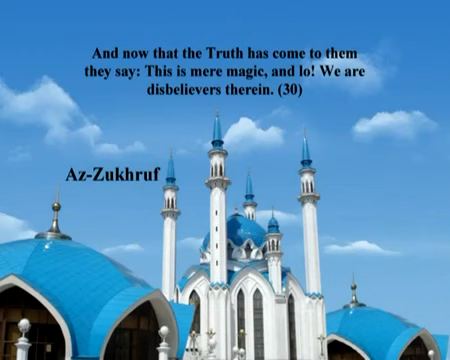 And now that the Truth has come to them
they say: This is mere magic, and lo! We are
disbelievers therein. (30)
Az-Zukhruf